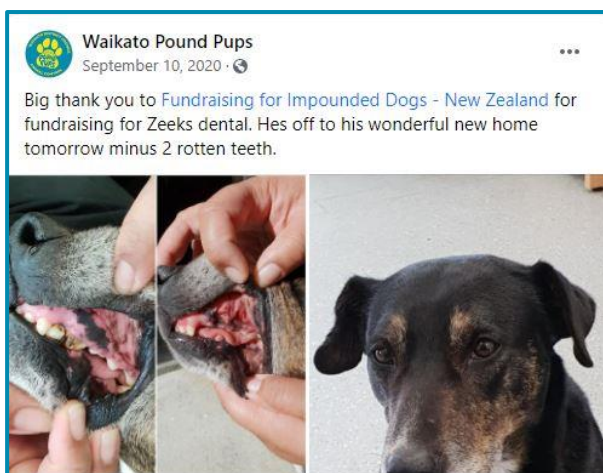 Waikato Pound Pups
September 10, 2020 ·
Big thank you to Fundraising for Impounded Dogs - New Zealand for
fundraising for Zeeks dental. Hes off to his wonderful new home
tomorrow minus 2 rotten teeth.